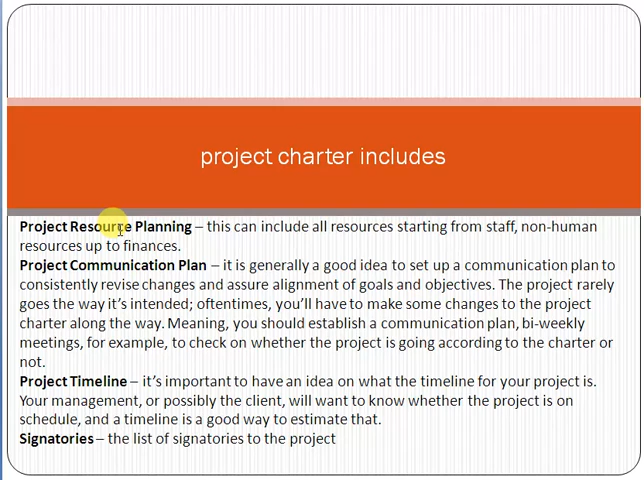 project charter includes
Project Resource Planning – this can include all resources starting from staff, non-human
resources up to finances.
Project Communication Plan – it is generally a good idea to set up a communication plan to
consistently revise changes and assure alignment of goals and objectives. The project rarely
goes the way it's intended; oftentimes, you'll have to make some changes to the project
charter along the way. Meaning, you should establish a communication plan, bi-weekly
meetings, for example, to check on whether the project is going according to the charter or
not.
Project Timeline – it's important to have an idea on what the timeline for your project is.
Your management, or possibly the client, will want to know whether the project is on
schedule, and a timeline is a good way to estimate that.
Signatories – the list of signatories to the project